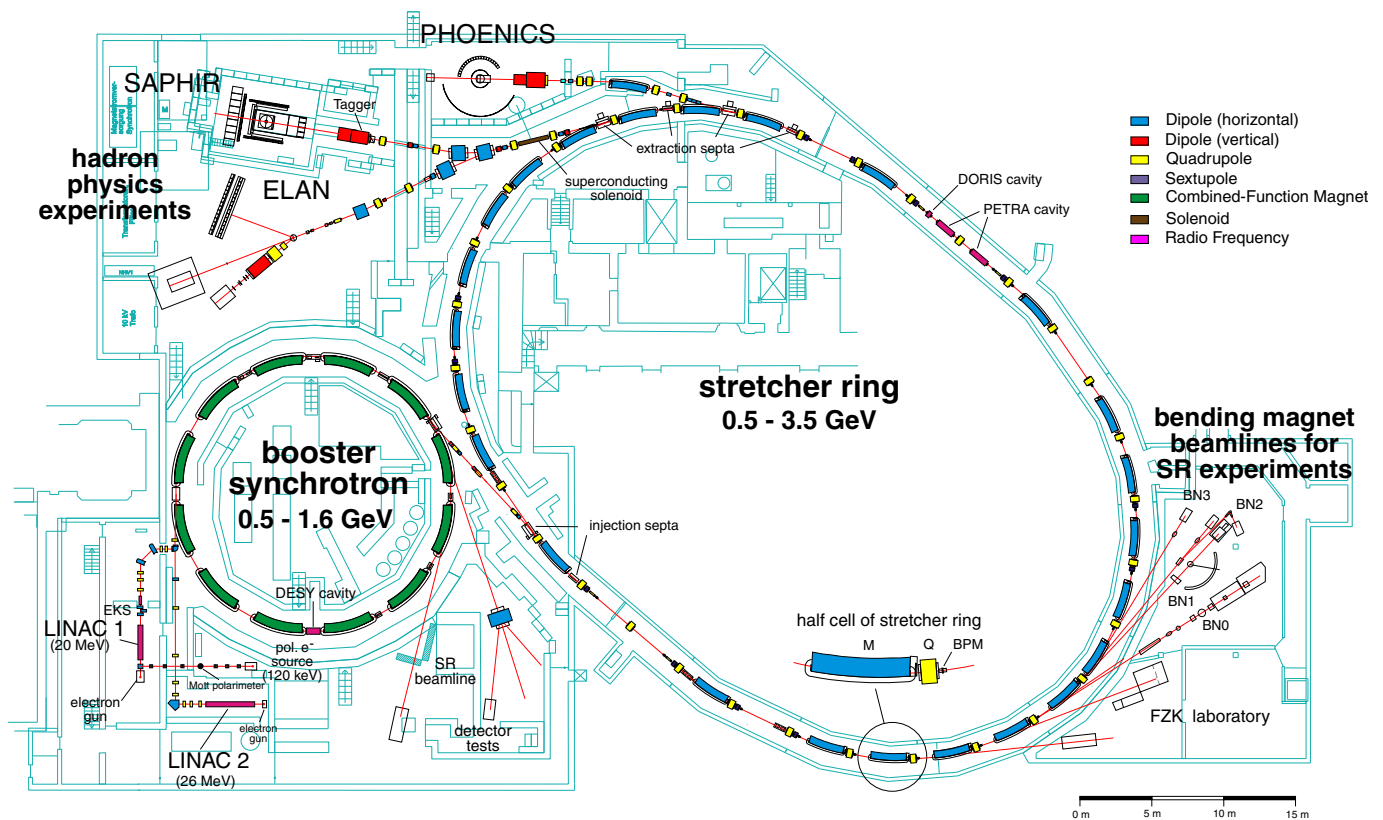 PHOENICS
SAPHIR
Tagger
hadron
physics
experiments
ELAN
extraction septa
superconducting
solenoid
DORIS cavity
PETRA cavity
Dipole (horizontal)
Dipole (vertical)
Quadrupole
Sextupole
Combined-Function Magnet
Solenoid
Radio Frequency
M
stretcher ring
0.5 - 3.5 GeV
booster
synchrotron
0.5 - 1.6 GeV
bending magnet
beamlines for
SR experiments
BN3
BN2
BN1
BN0
injection septa
DESY cavity
EKS
LINAC 1
(20 MeV)
pol. e-
source
(120 keV)
Mott polarimeter
electron
gun
electron
gun
LINAC 2
(26 MeV)
SR
beamline
detector
tests
half cell of stretcher ring
M
Q
BPM
FZK laboratory
0 m
5 m
10 m
15 m